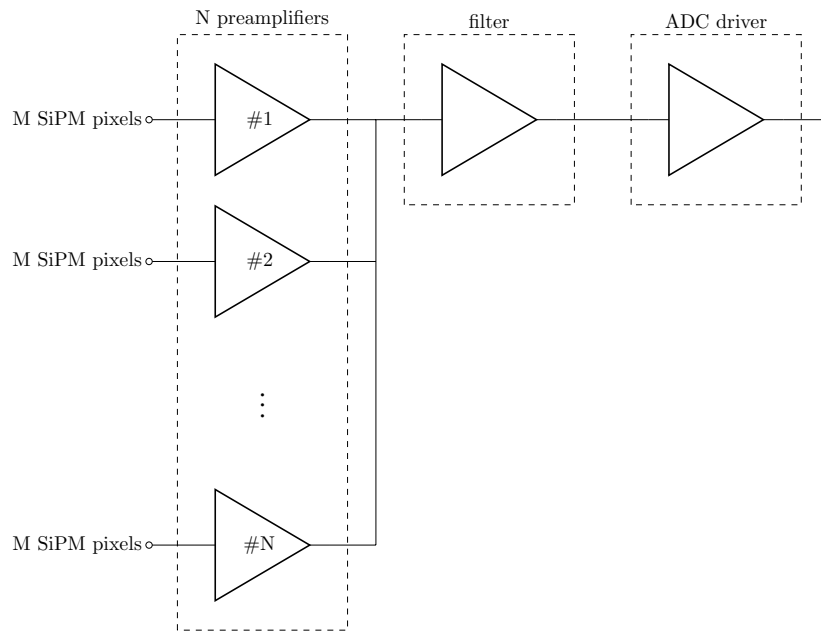 N preamplifiers
filter
ADC driver
M SiPM pixels
#1
M SiPM pixels
#2
⋮
M SiPM pixels
#N